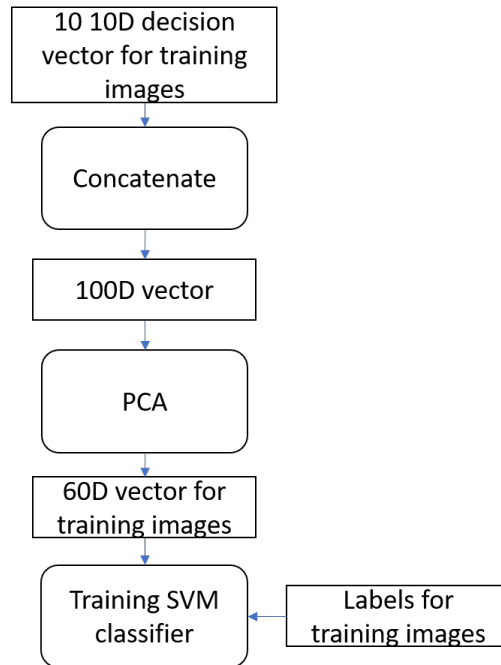 10 10D decision
vector for training
images
Concatenate
100D vector
PCA
60D vector for
training images
Training SVM
classifier
Labels for
training images